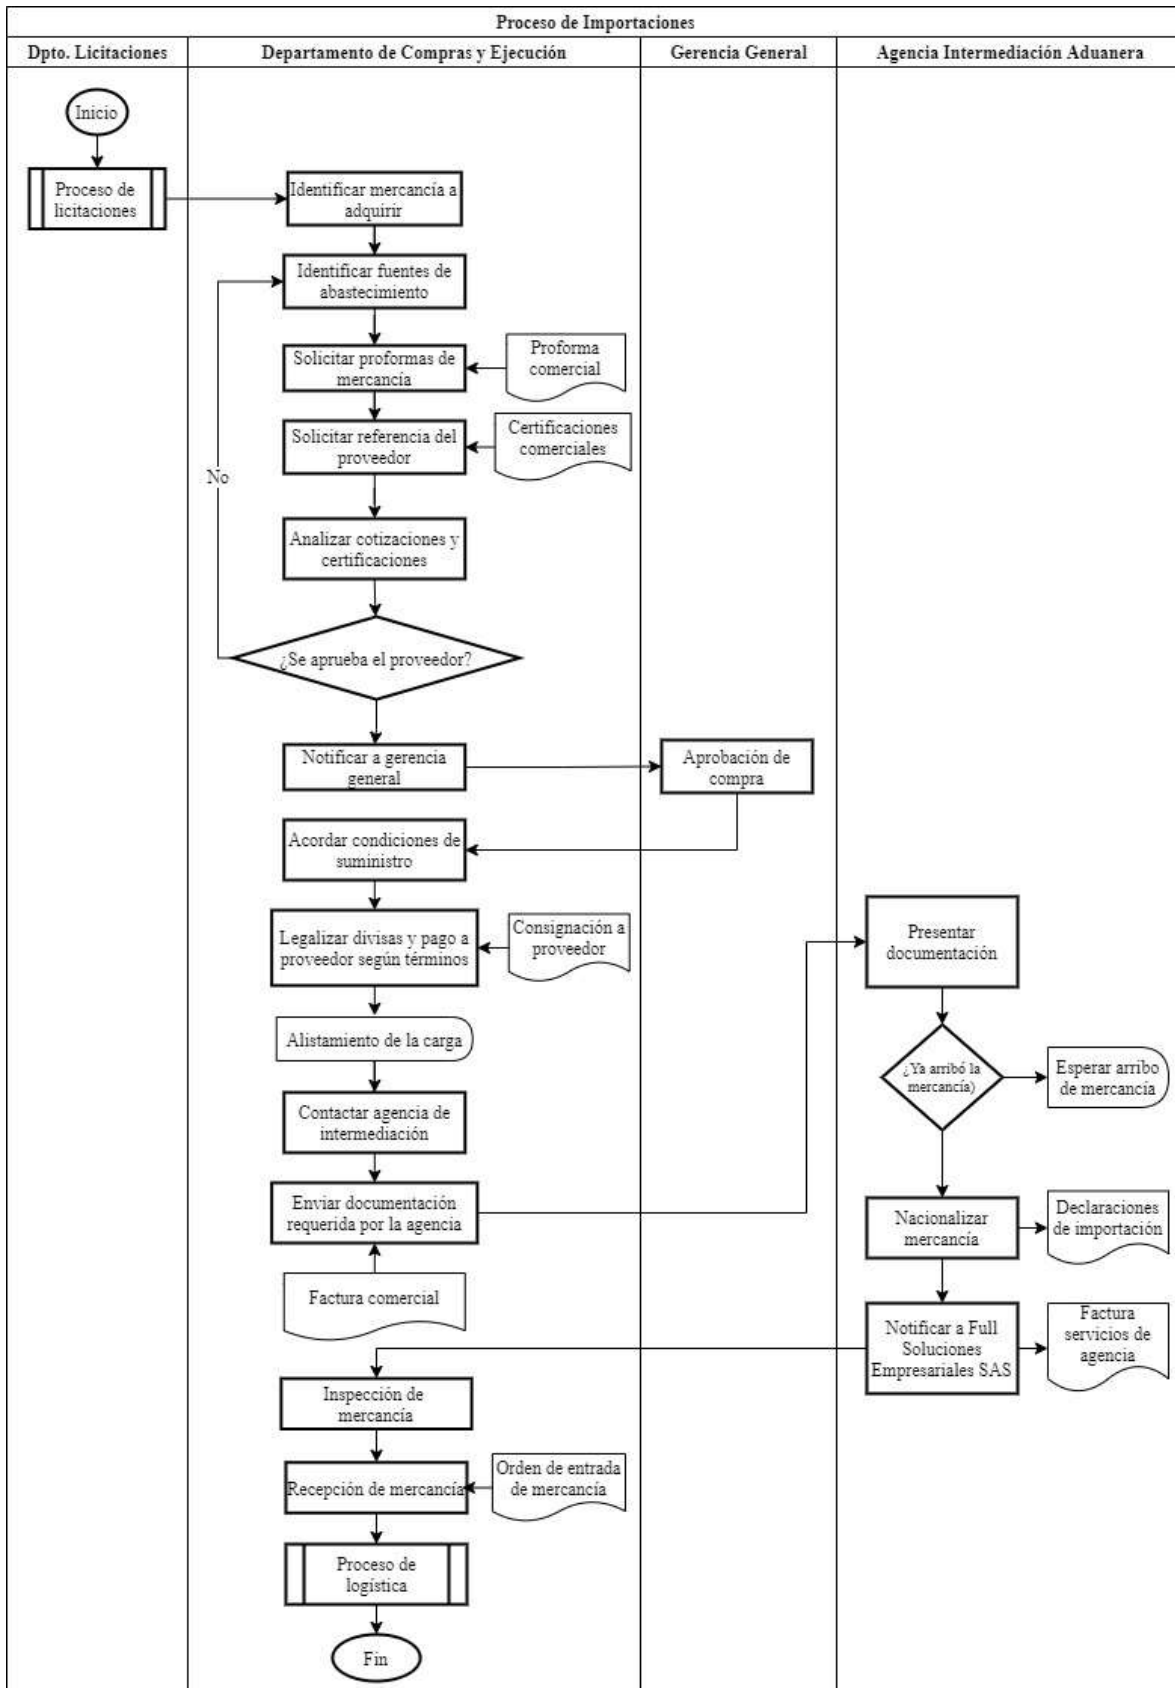 Proceso de Importaciones
Dpto. Licitaciones
Departamento de Compras y Ejecución
Gerencia General
Agencia Intermediación Aduanera
Inicio
Proceso de
licitaciones
Identificar mercancía a
adquirir
Identificar fuentes de
abastecimiento
Solicitar proformas de
mercancía
Proforma
comercial
Solicitar referencia del
proveedor
Certificaciones
comerciales
No
Analizar cotizaciones y
certificaciones
¿Se aprueba el proveedor?
Notificar a gerencia
general
Aprobación de
compra
Acordar condiciones de
suministro
Legalizar divisas y pago a
proveedor según términos
Consignación a
proveedor
Presentar
documentación
Alistamiento de la carga
¿Ya arribó la
mercancía)
Esperar arribo
de mercancía
Contactar agencia de
intermediación
Enviar documentación
requerida por la agencia
Nacionalizar
mercancía
Declaraciones
de importación
Factura comercial
Notificar a Full
Soluciones
Empresariales SAS
Factura
servicios de
agencia
Inspección de
mercancía
Recepción de mercancía
Orden de entrada
de mercancía
Proceso de
logística
Fin